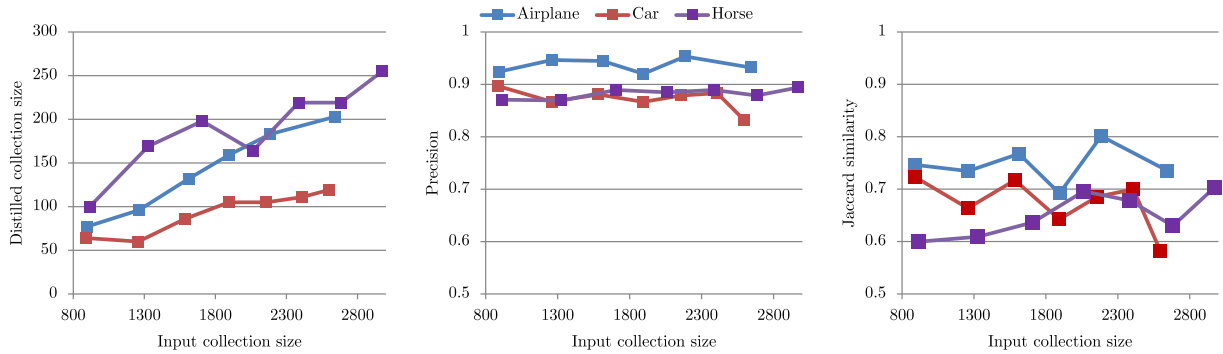 Airplane Car Horse
300
250
200
150
100
50
0
Distilled collection size
800 1300 1800 2300 2800
Input collection size
1
0.9
0.8
0.7
0.6
0.5
Precision
800 1300 1800 2300 2800
Input collection size
1
0.9
0.8
0.7
0.6
0.5
Jaccard similarity
800 1300 1800 2300 2800
Input collection size